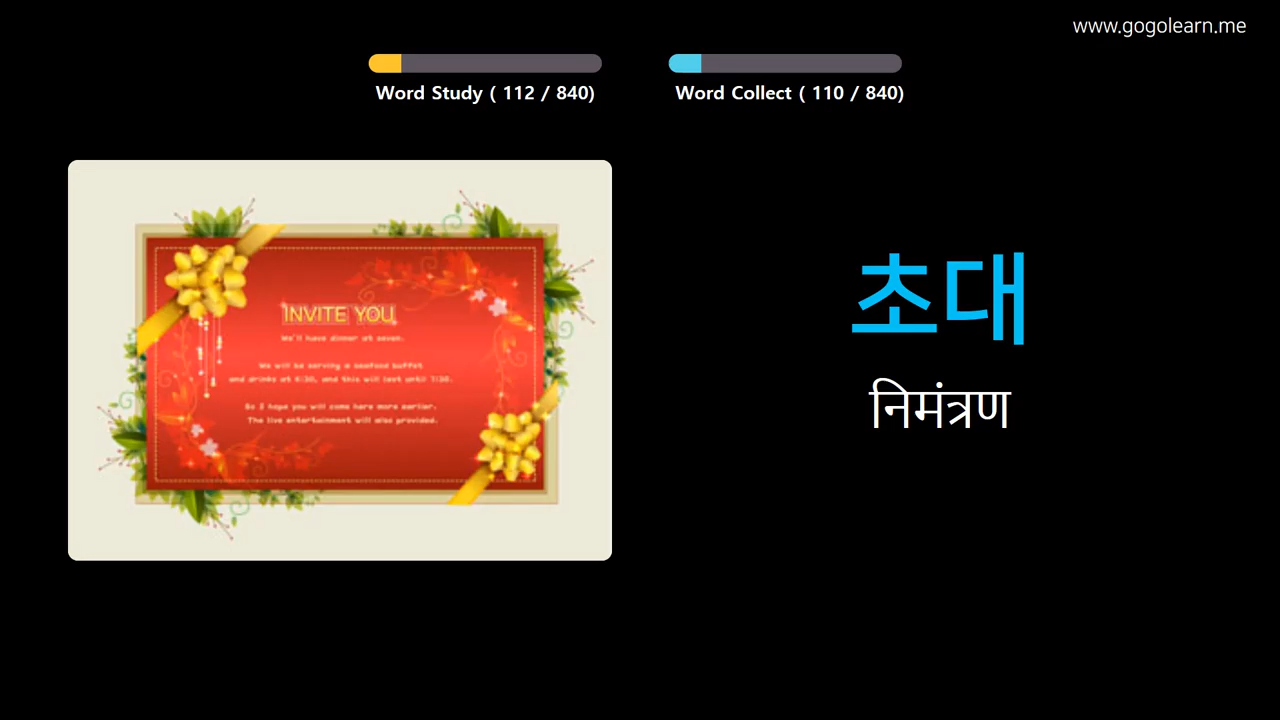 www.gogolearn.me
Word Study ( 112 / 840)
Word Collect ( 110 / 840)
INVITE YOU
We'll have dinner at seven.
We will be serving a seafood buffet
and drinks at 6:30, and this will last until 1:30.
So I hope you will come here more earlier.
The live entertainment will also provided.
초대
निमंत्रण